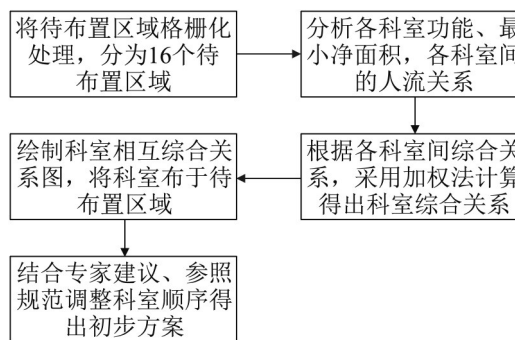 将待布置区域格栅化
处理，分为16个待
布置区域
分析各科室功能、最
小净面积，各科室间
的人流关系
根据各科室间综合关
系，采用加权法计算
得出科室综合关系
绘制科室相互综合关
系图，将科室布于待
布置区域
结合专家建议、参照
规范调整科室顺序得
出初步方案